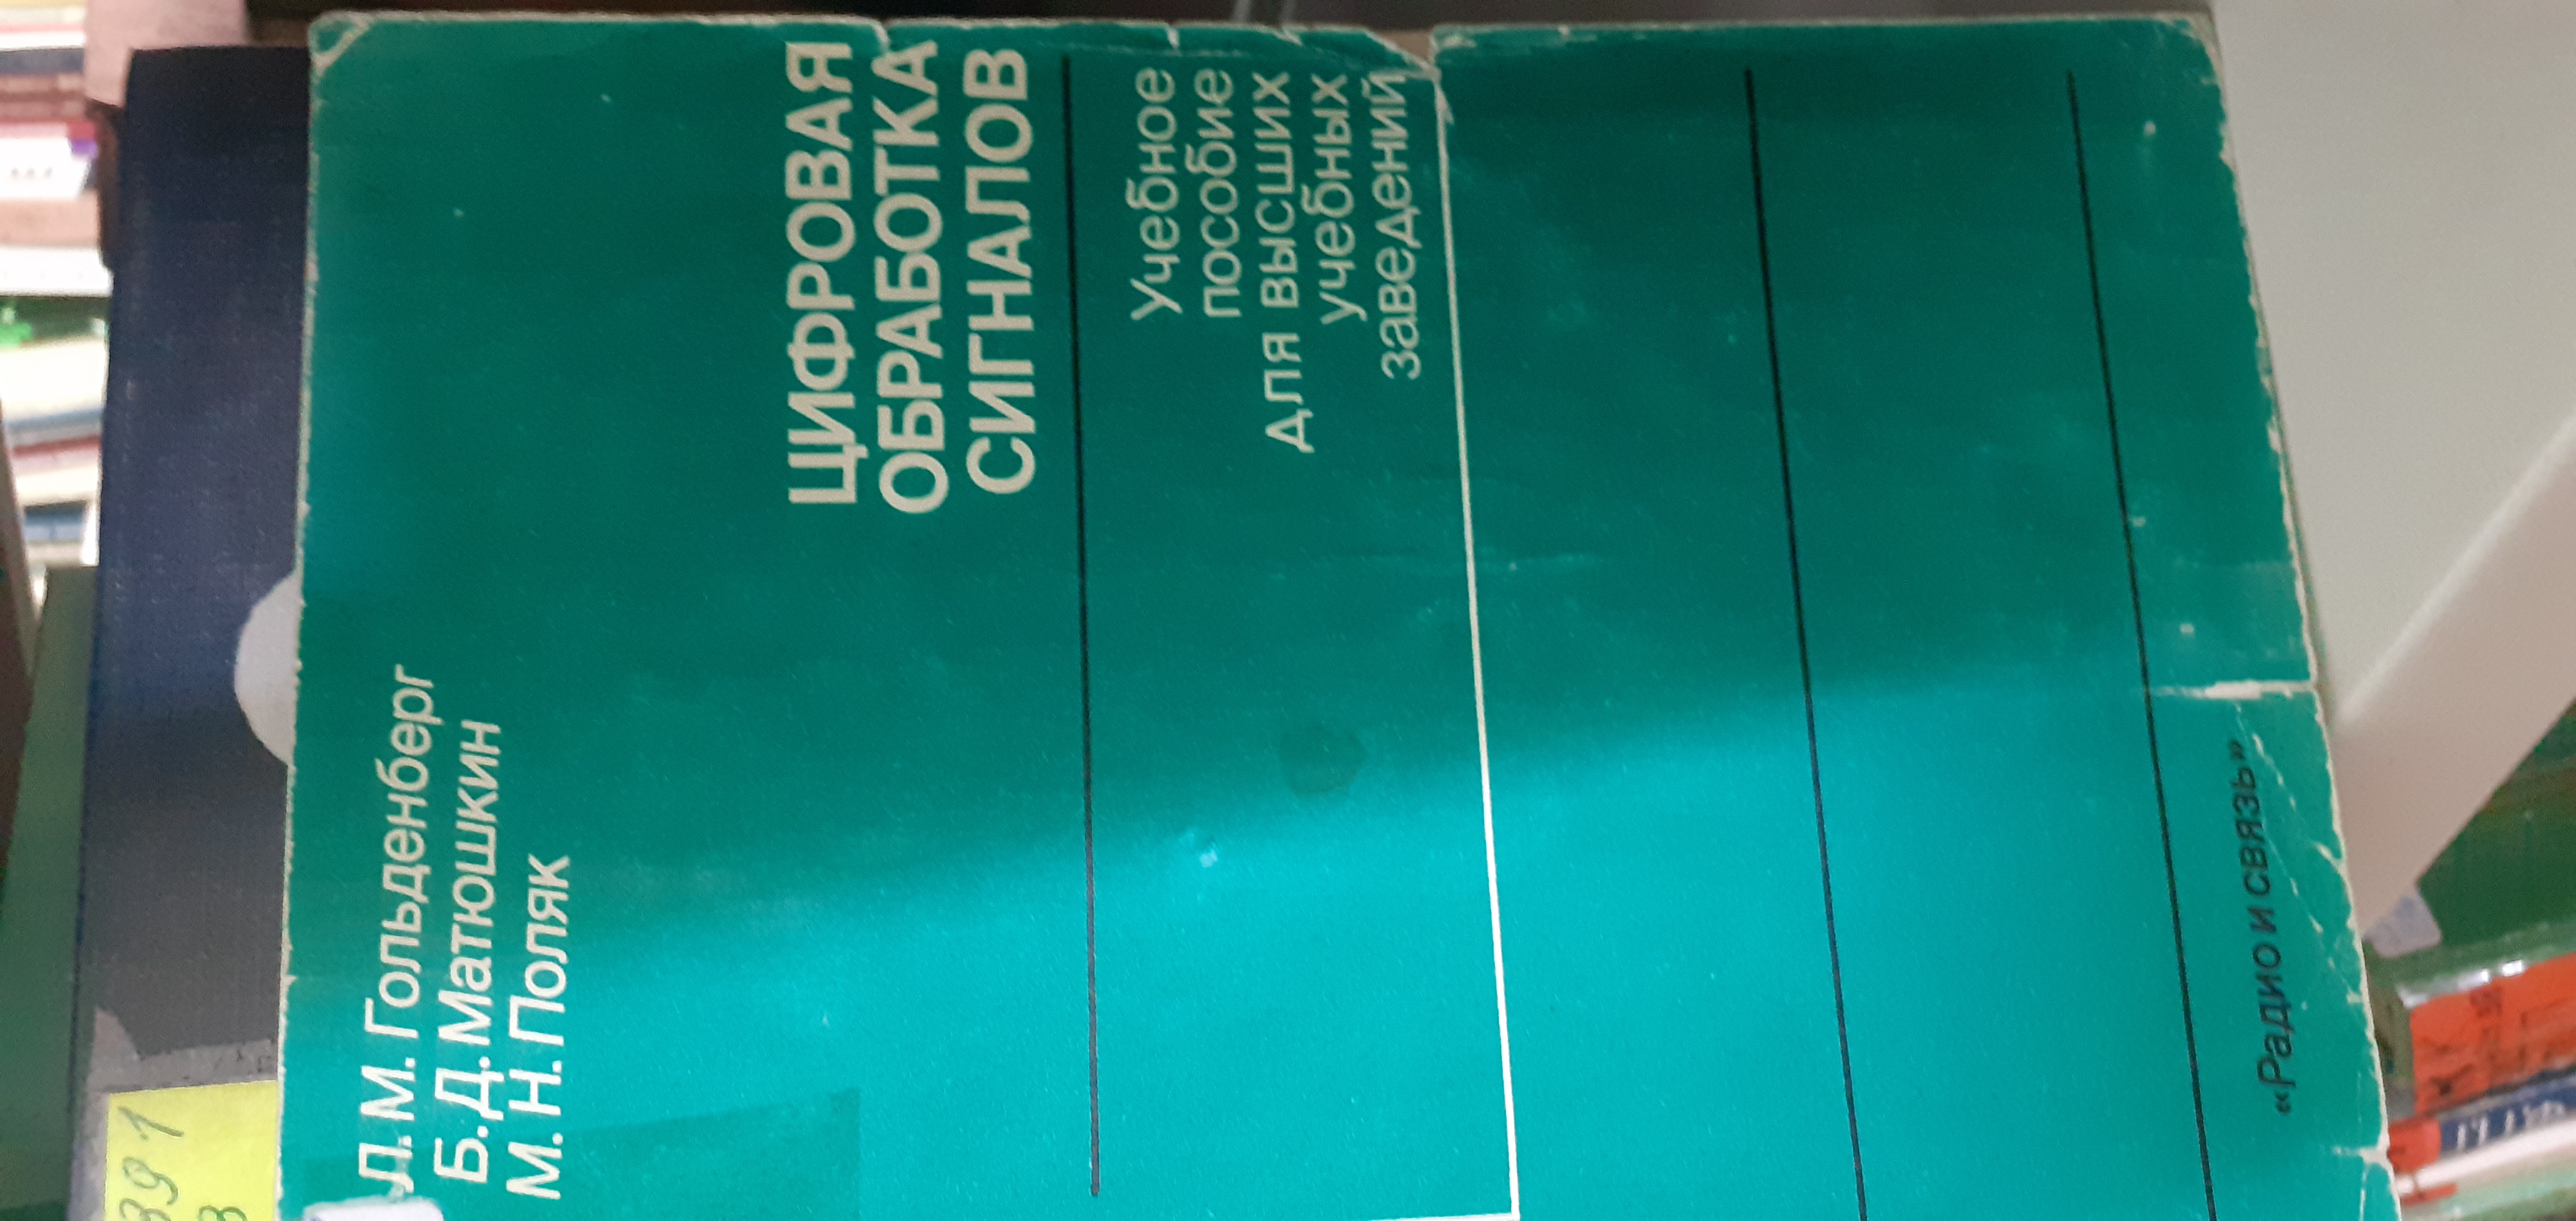 Л. М. Гольденберг
Б. Д. Матюшкин
М. Н. Поляк
ЦИФРОВАЯ
ОБРАБОТКА
СИГНАЛОВ
Учебное
пособие
для высших
учебных
заведений
«Радио и связь»